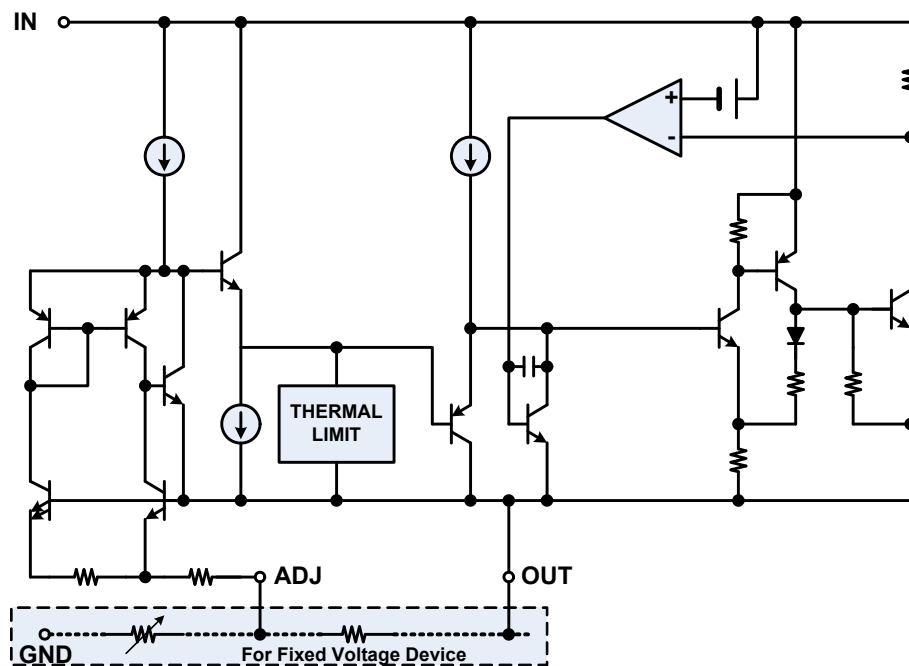 IN
+
-
THERMAL
LIMIT
ADJ
OUT
GND
For Fixed Voltage Device